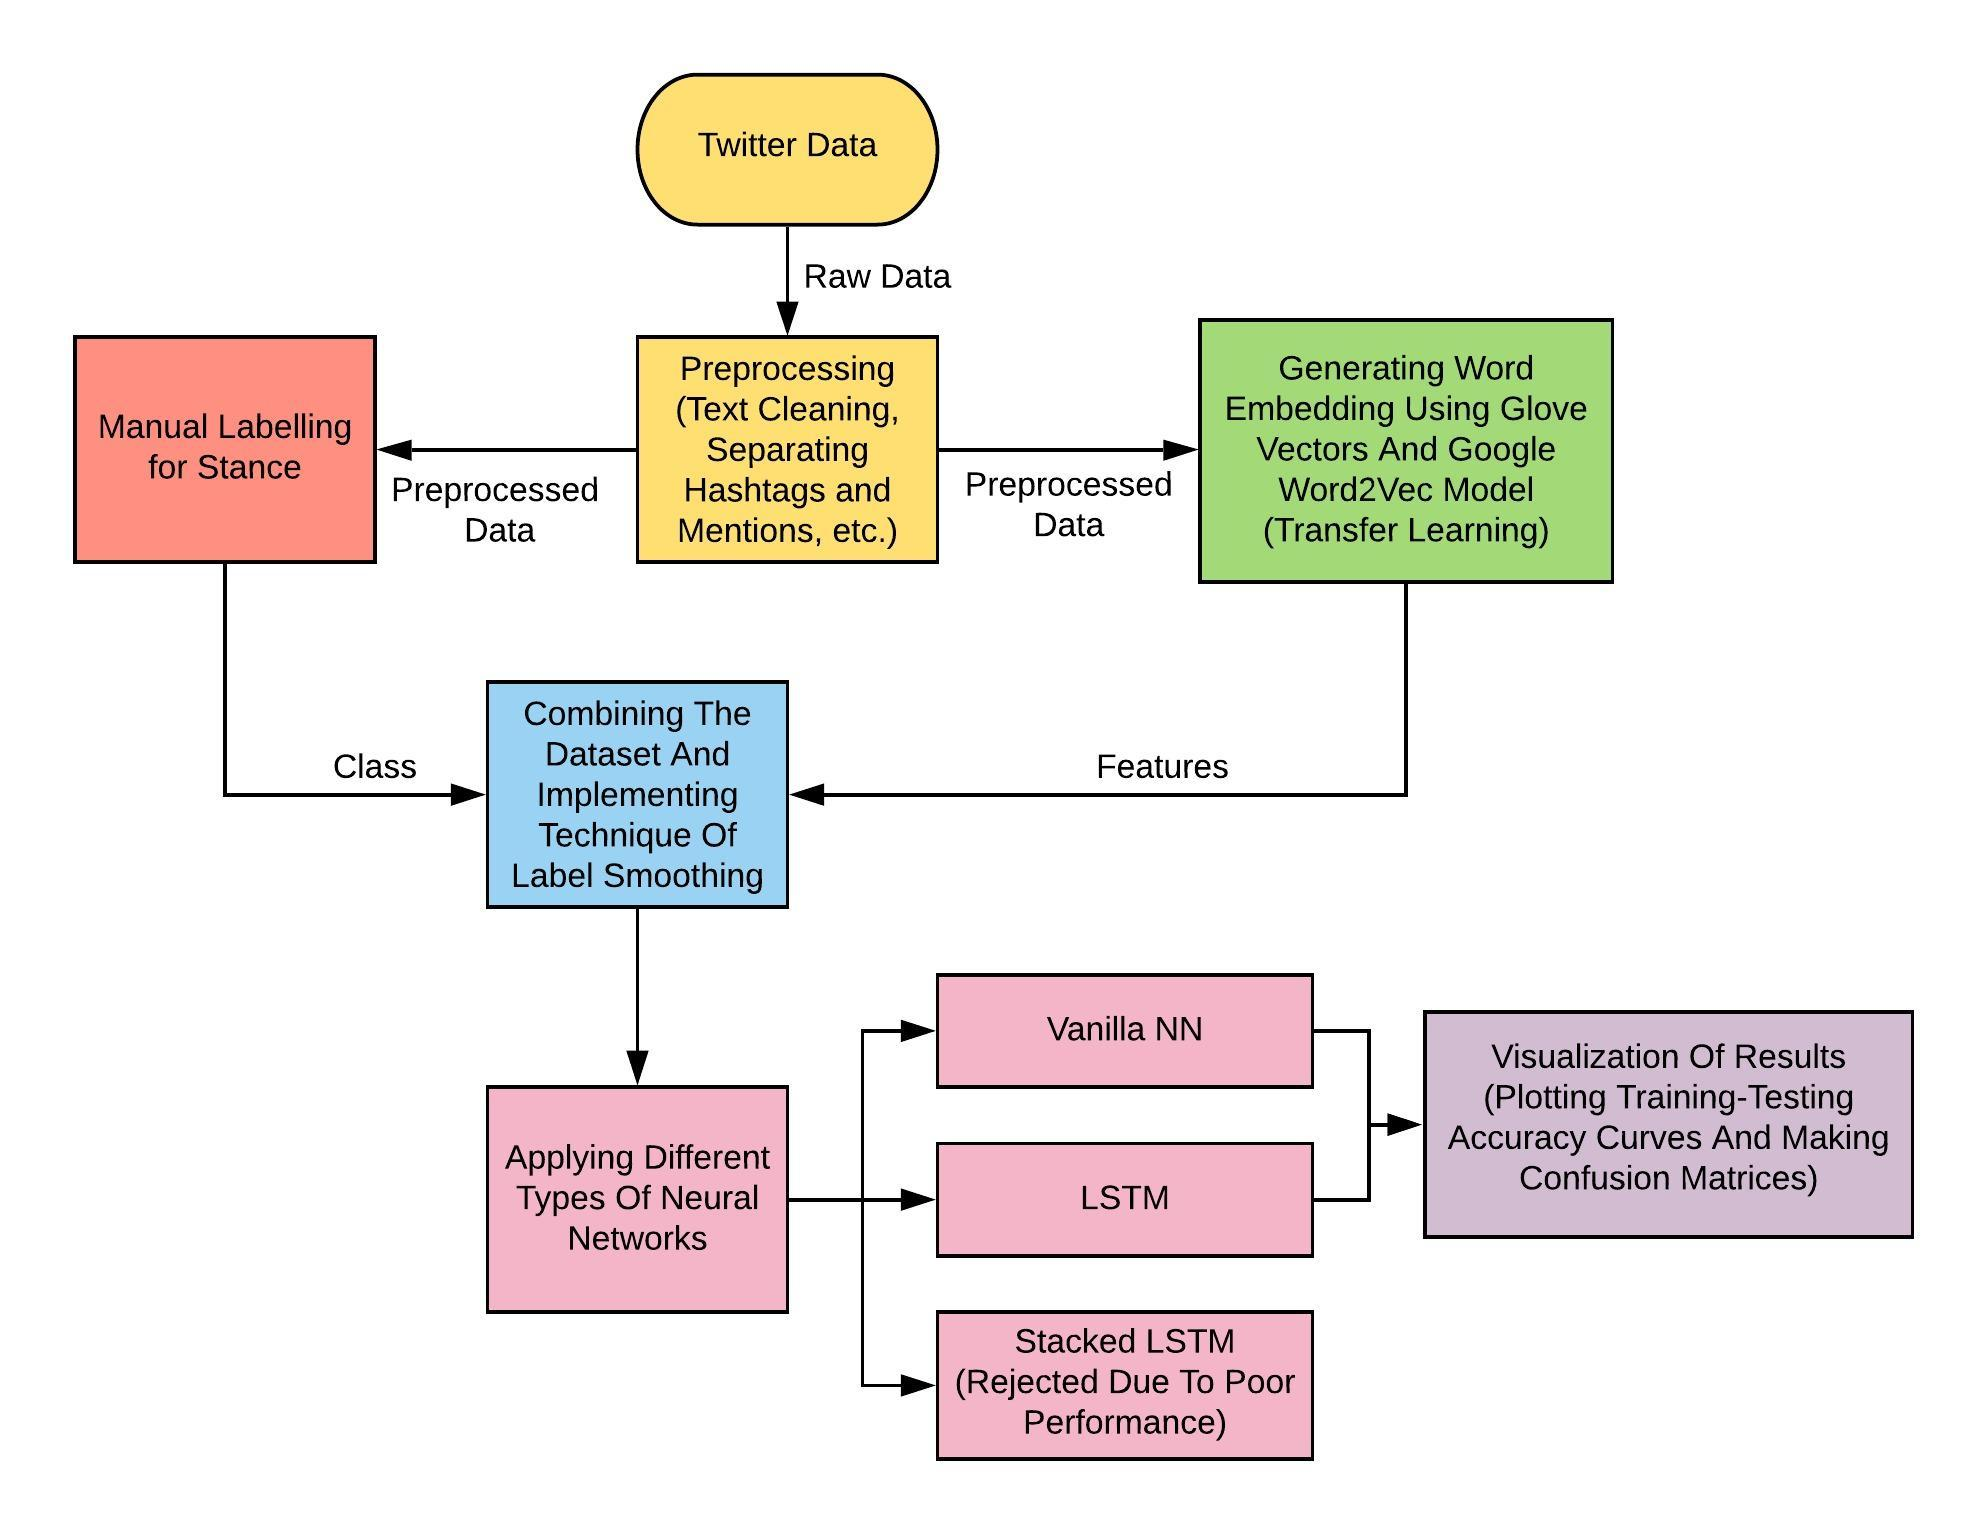 Twitter Data
Raw Data
Manual Labelling
for Stance
Preprocessed
Data
Preprocessing
(Text Cleaning,
Separating
Hashtags and
Mentions, etc.)
Preprocessed
Data
Generating Word
Embedding Using Glove
Vectors And Google
Word2Vec Model
(Transfer Learning)
Class
Combining The
Dataset And
Implementing
Technique Of
Label Smoothing
Features
Applying Different
Types Of Neural
Networks
Vanilla NN
LSTM
Stacked LSTM
(Rejected Due To Poor
Performance)
Visualization Of Results
(Plotting Training-Testing
Accuracy Curves And Making
Confusion Matrices)